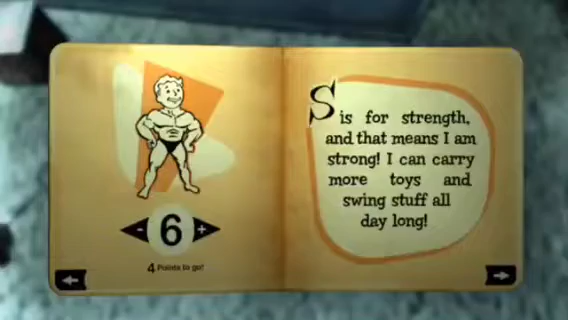 - 6 +
4 Points to go!
S is for strength,
and that means I am
strong! I can carry
more toys and
swing stuff all
day long!